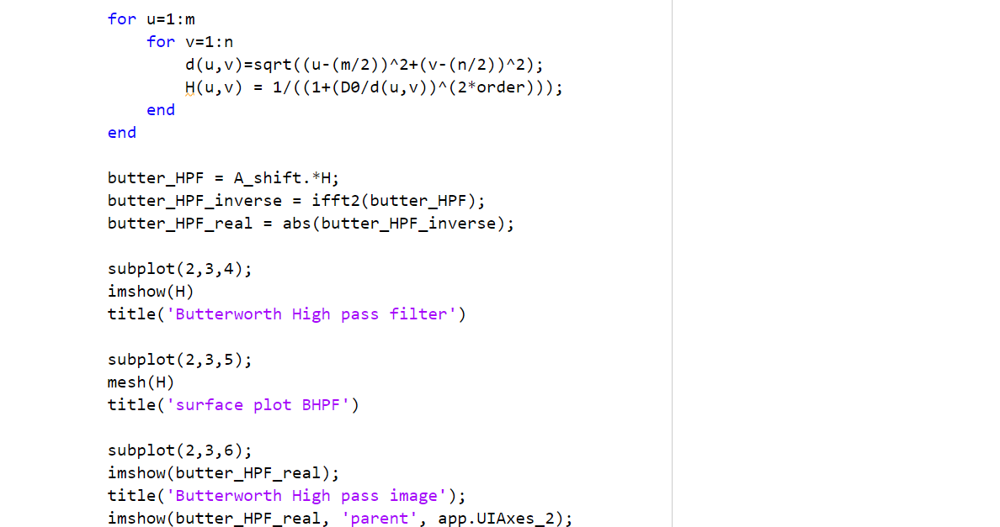 for u=1:m
    for v=1:n
        d(u,v)=sqrt((u-(m/2))^2+(v-(n/2))^2);
        H(u,v) = 1/((1+(D0/d(u,v))^(2*order)));
    end
end

butter_HPF = A_shift.*H;
butter_HPF_inverse = ifft2(butter_HPF);
butter_HPF_real = abs(butter_HPF_inverse);

subplot(2,3,4);
imshow(H)
title('Butterworth High pass filter')

subplot(2,3,5);
mesh(H)
title('surface plot BHPF')

subplot(2,3,6);
imshow(butter_HPF_real);
title('Butterworth High pass image');
imshow(butter_HPF_real, 'parent', app.UIAxes_2);